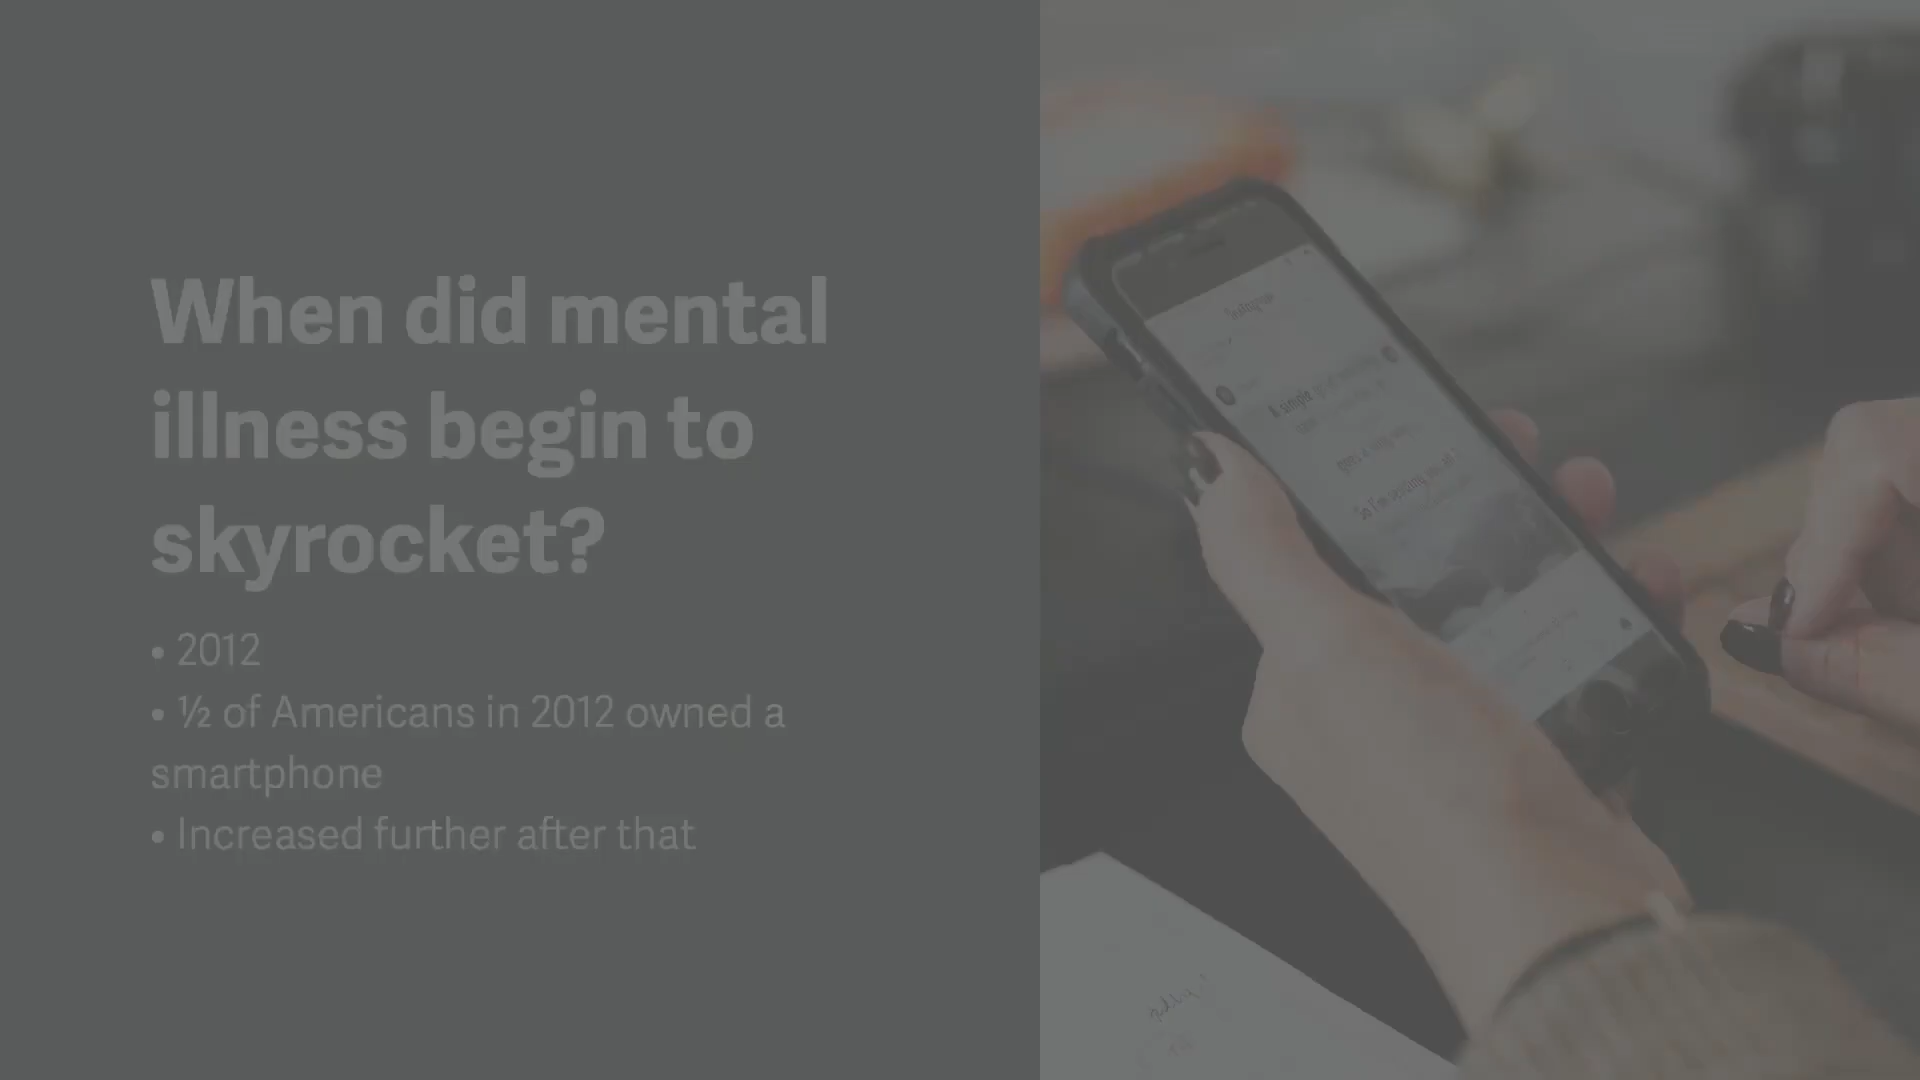 When did mental
illness begin to
skyrocket?
• 2012
• ½ of Americans in 2012 owned a
smartphone
• Increased further after that
A simple